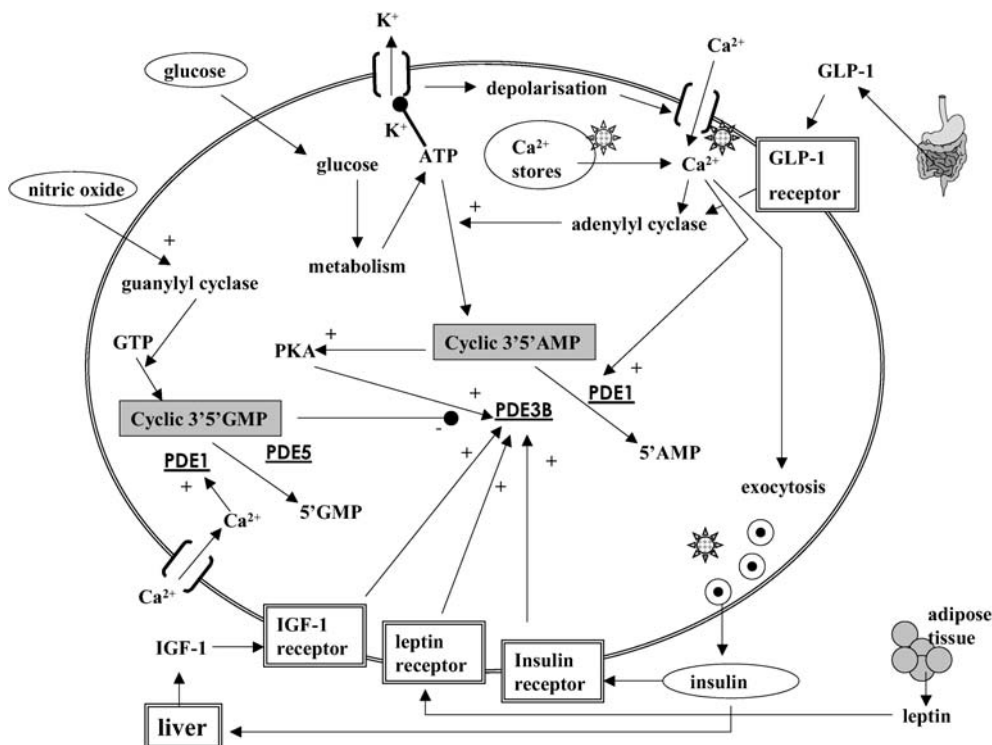 K⁺
Ca²⁺
glucose
GLP-1
depolarisation
K⁺
Ca²⁺
stores
ATP
glucose
Ca²⁺
GLP-1
receptor
nitric oxide
+
adenylyl cyclase
+
metabolism
guanylyl cyclase
+
GTP
PKA
Cyclic 3'5'AMP
+
PDE1
+
PDE3B
Cyclic 3'5'GMP
-
PDE1
PDE5
+
+
+
5'AMP
+
exocytosis
5'GMP
Ca²⁺
Ca²⁺
IGF-1
receptor
adipose
tissue
IGF-1
leptin
receptor
Insulin
receptor
insulin
liver
leptin